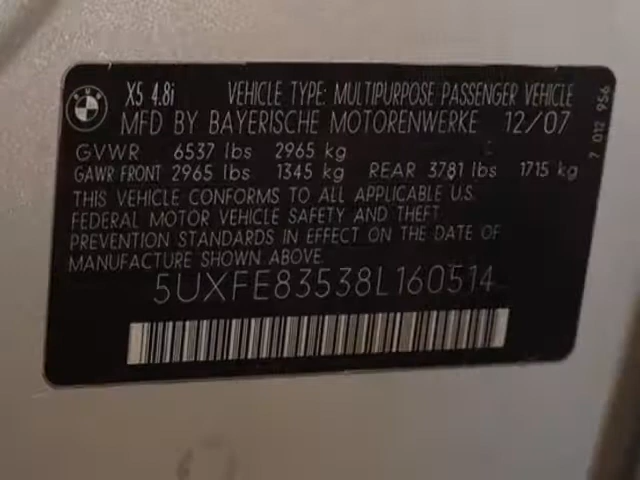 BMW
X5 4.8i VEHICLE TYPE: MULTIPURPOSE PASSENGER VEHICLE
MFD BY BAYERISCHE MOTORENWERKE 12/07
GVWR 6537 lbs 2965 kg
GAWR FRONT 2965 lbs 1345 kg REAR 3781 lbs 1715 kg
THIS VEHICLE CONFORMS TO ALL APPLICABLE U.S.
FEDERAL MOTOR VEHICLE SAFETY AND THEFT
PREVENTION STANDARDS IN EFFECT ON THE DATE OF
MANUFACTURE SHOWN ABOVE.
5UXFE83538L160514
7 012 956